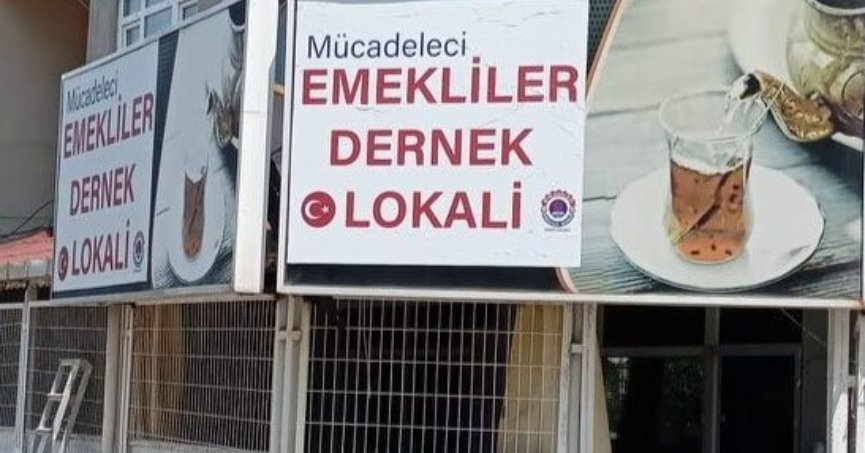 Mücadeleci
EMEKLİLER
DERNEK
LOKALİ
Mücadeleci
EMEKLİLER
DERNEK
LOKALİ